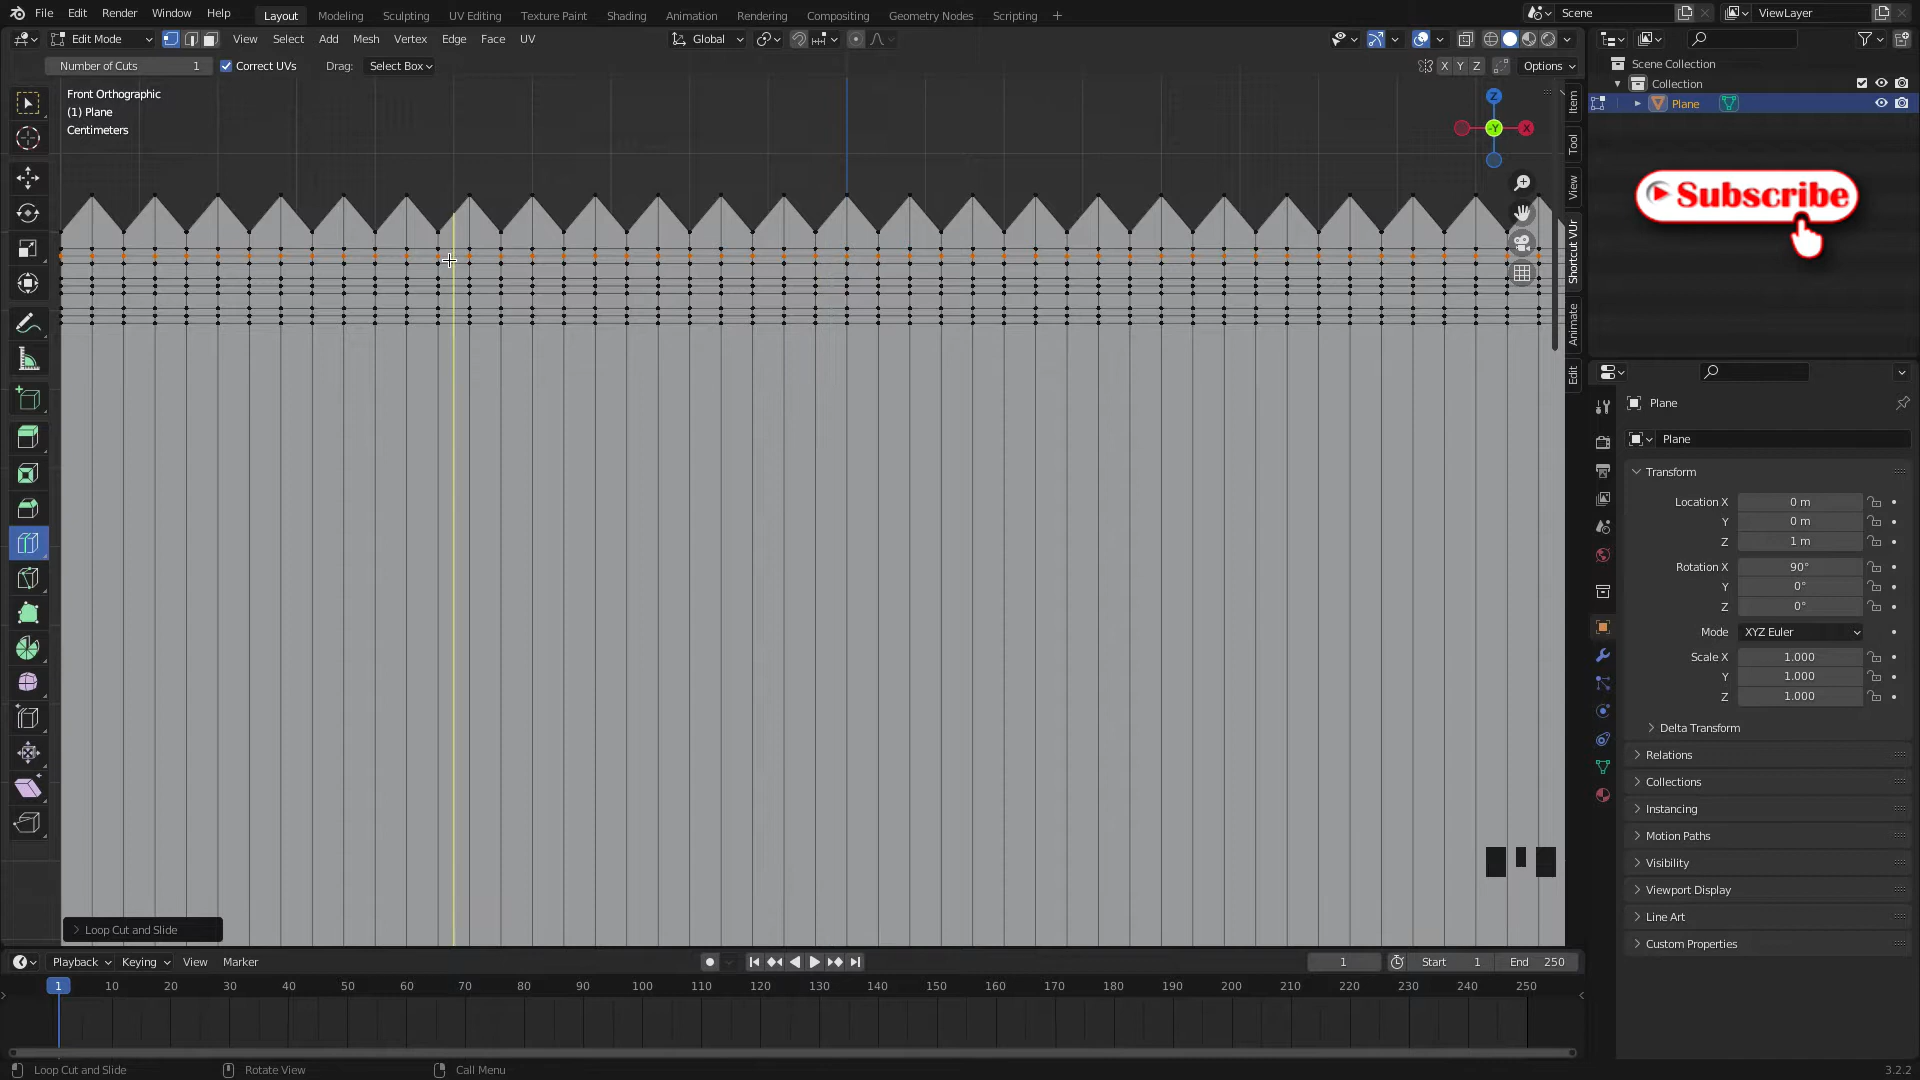 File Edit Render Window Help
Layout Modeling Sculpting UV Editing Texture Paint Shading Animation Rendering Compositing Geometry Nodes Scripting +
Scene ViewLayer
Edit Mode View Select Add Mesh Vertex Edge Face UV Global
Number of Cuts 1 Correct UVs Drag: Select Box X Y Z Options
Front Orthographic
(1) Plane
Centimeters
Z
-Y X
Item
Tool
View
Shortcut VUr
Animate
Edit
Scene Collection
Collection
Plane
Subscribe
Plane
Plane
Transform
Location X 0 m
Y 0 m
Z 1 m
Rotation X 90°
Y 0°
Z 0°
Mode XYZ Euler
Scale X 1.000
Y 1.000
Z 1.000
Delta Transform
Relations
Collections
Instancing
Motion Paths
Visibility
Viewport Display
Line Art
Custom Properties
Loop Cut and Slide
Playback Keying View Marker 1 Start 1 End 250
1 10 20 30 40 50 60 70 80 90 100 110 120 130 140 150 160 170 180 190 200 210 220 230 240 250
Loop Cut and Slide Rotate View Call Menu 3.2.2